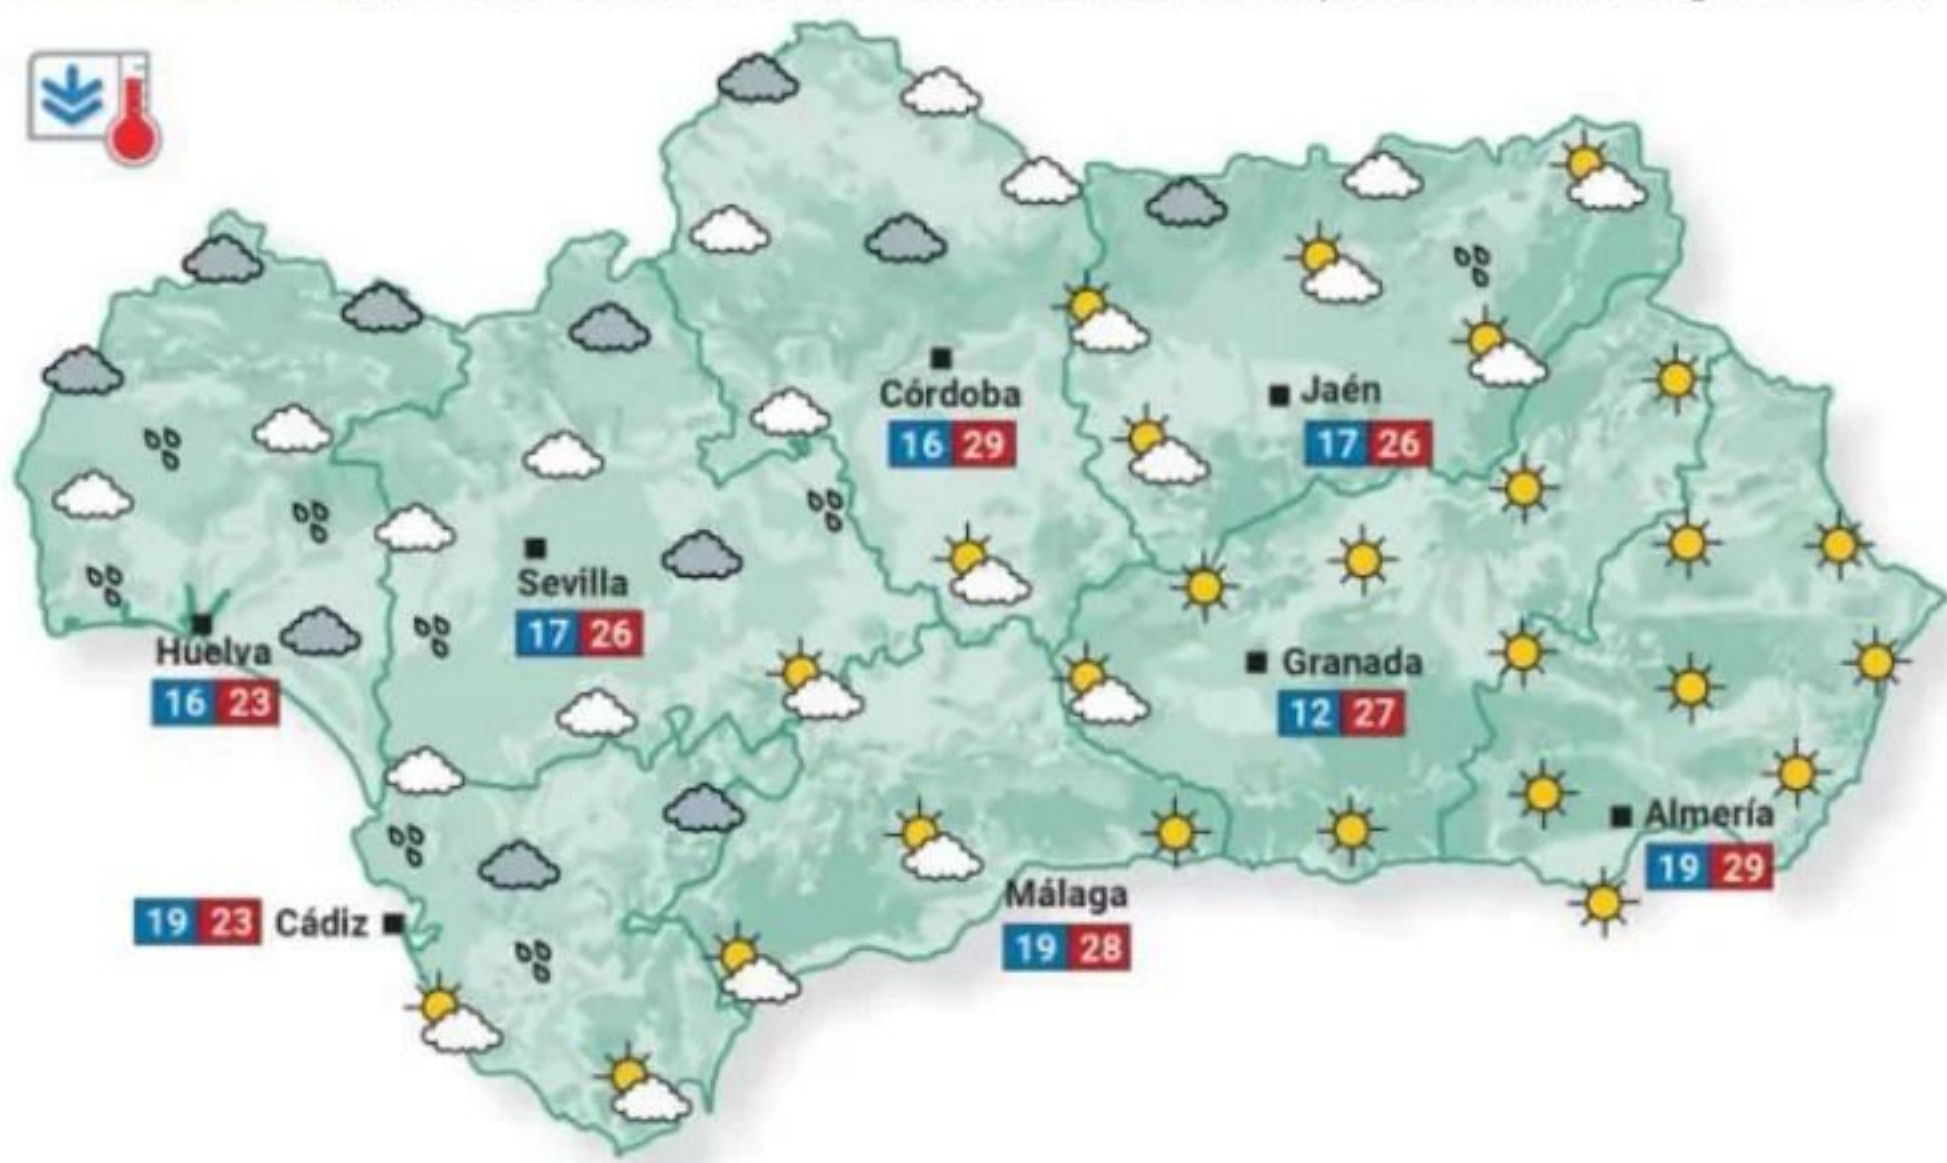 Córdoba
16 29
Jaén
17 26
Sevilla
17 26
Huelva
16 23
Granada
12 27
Almería
19 29
Málaga
19 28
19 23 Cádiz